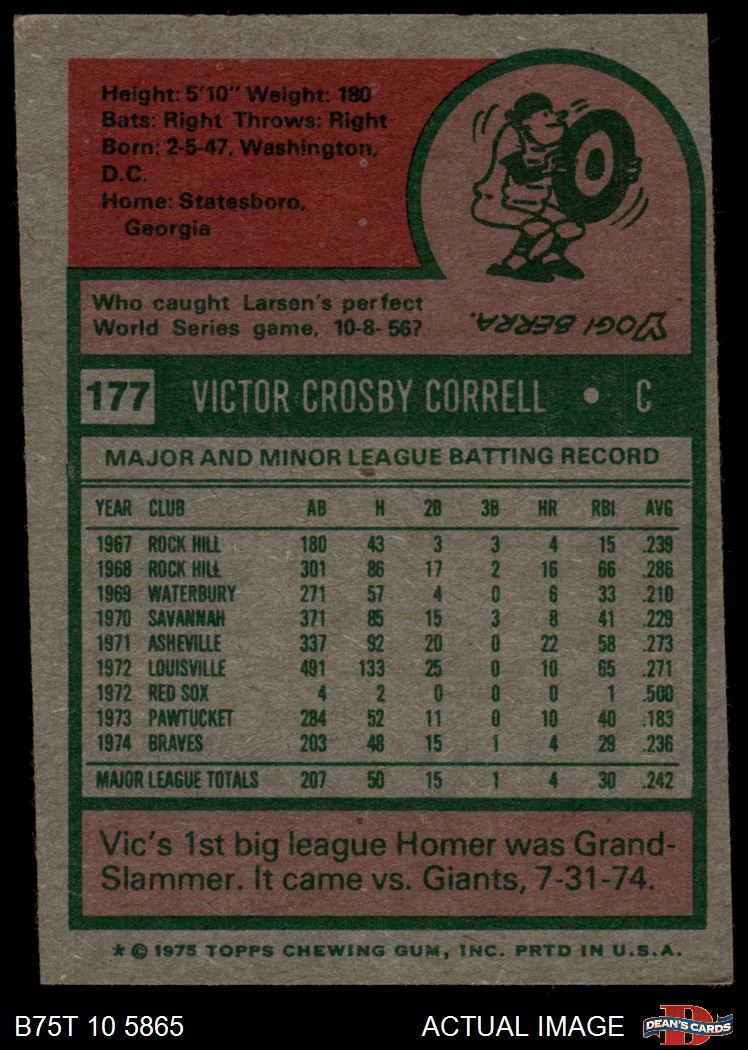 Height: 5'10" Weight: 180
Bats: Right Throws: Right
Born: 2-5-47, Washington,
D.C.
Home: Statesboro,
Georgia
Who caught Larsen's perfect
World Series game, 10-8-56?
YOGI BERRA.
177 VICTOR CROSBY CORRELL • C
MAJOR AND MINOR LEAGUE BATTING RECORD
YEAR CLUB AB H 2B 3B HR RBI AVG
1967 ROCK HILL 180 43 3 3 4 15 .239
1968 ROCK HILL 301 86 17 2 16 66 .286
1969 WATERBURY 271 57 4 0 6 33 .210
1970 SAVANNAH 371 85 15 3 8 41 .229
1971 ASHEVILLE 337 92 20 0 22 58 .273
1972 LOUISVILLE 491 133 25 0 10 65 .271
1972 RED SOX 4 2 0 0 0 1 .500
1973 PAWTUCKET 284 52 11 0 10 40 .183
1974 BRAVES 203 48 15 1 4 29 .236
MAJOR LEAGUE TOTALS 207 50 15 1 4 30 .242
Vic's 1st big league Homer was Grand-
Slammer. It came vs. Giants, 7-31-74.
* © 1975 TOPPS CHEWING GUM, INC. PRTD IN U.S.A.
B75T 10 5865 ACTUAL IMAGE D DEAN'S CARDS